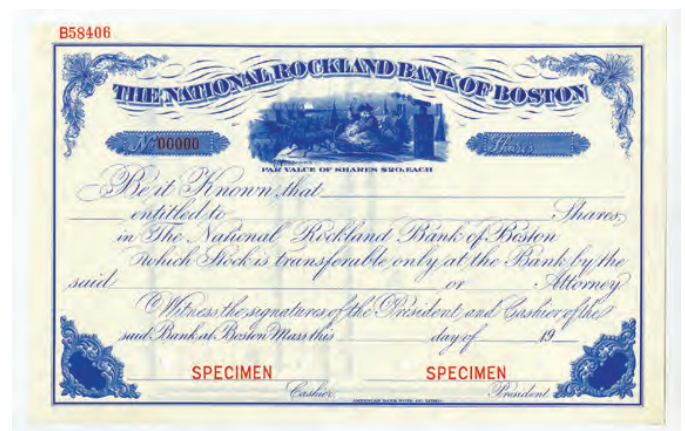 B58406
THE NATIONAL ROCKLAND BANK OF BOSTON
No. 00000
Shares
PAR VALUE OF SHARES $20. EACH
Be it Known that
entitled to Shares,
in The National Rockland Bank of Boston
which Stock is transferable only at the Bank by the
said or Attorney
Witness the signatures of the President and Cashier of the
said Bank at Boston Mass this day of 19
SPECIMEN SPECIMEN
Cashier. President
AMERICAN BANK NOTE CO.